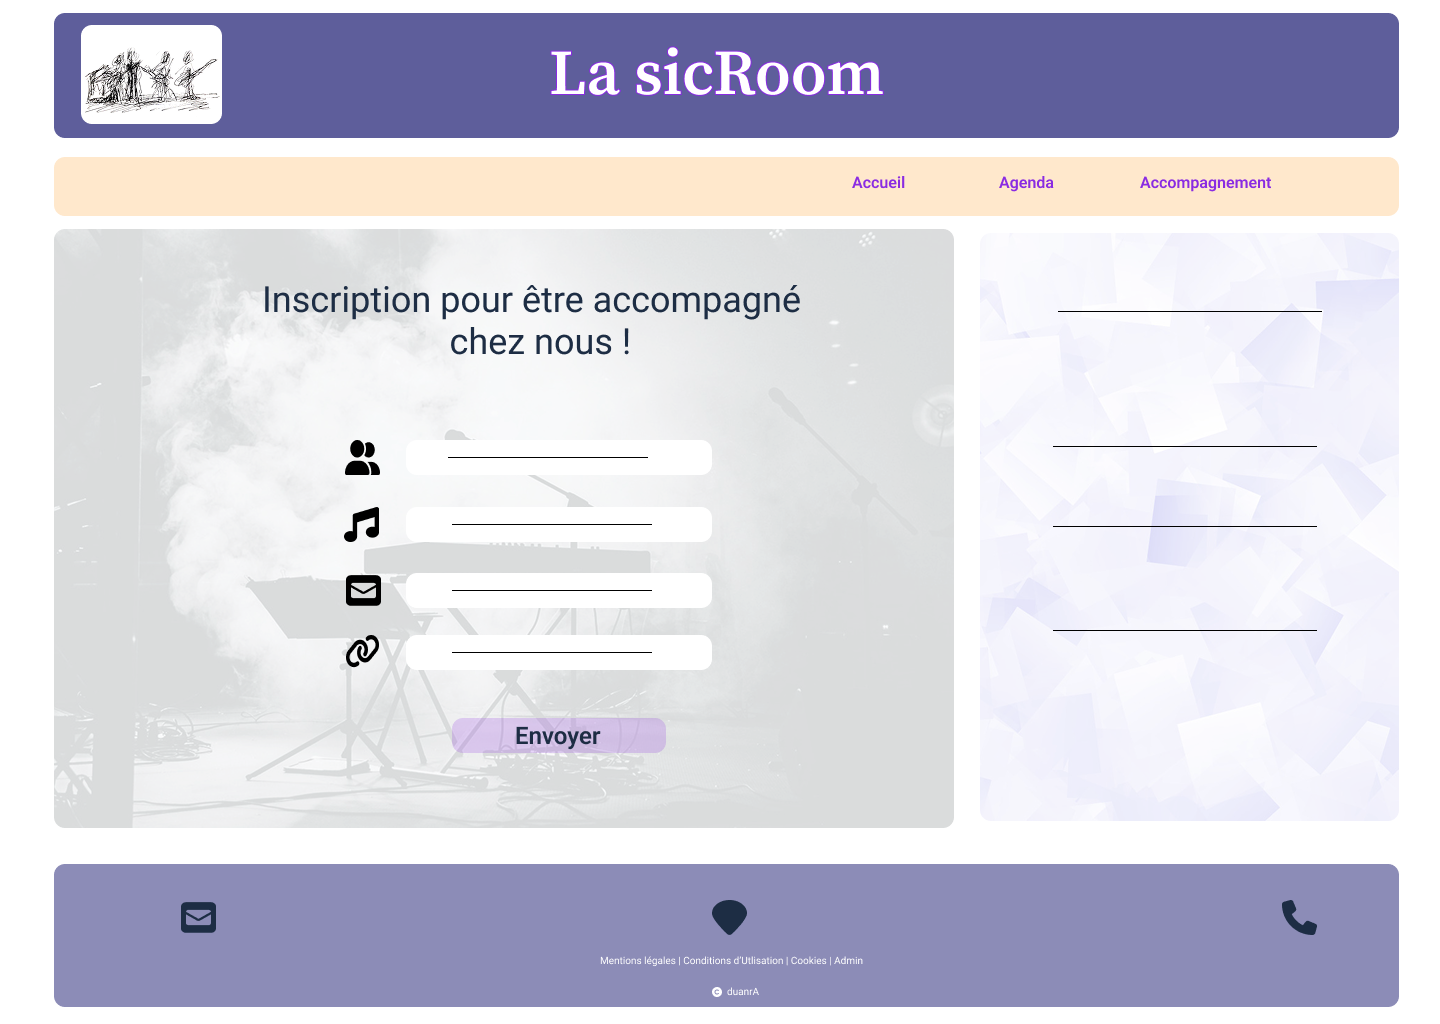 La sicRoom
Accueil Agenda Accompagnement
Inscription pour être accompagné
chez nous !
Envoyer
Mentions légales | Conditions d'Utlisation | Cookies | Admin
© duanrA